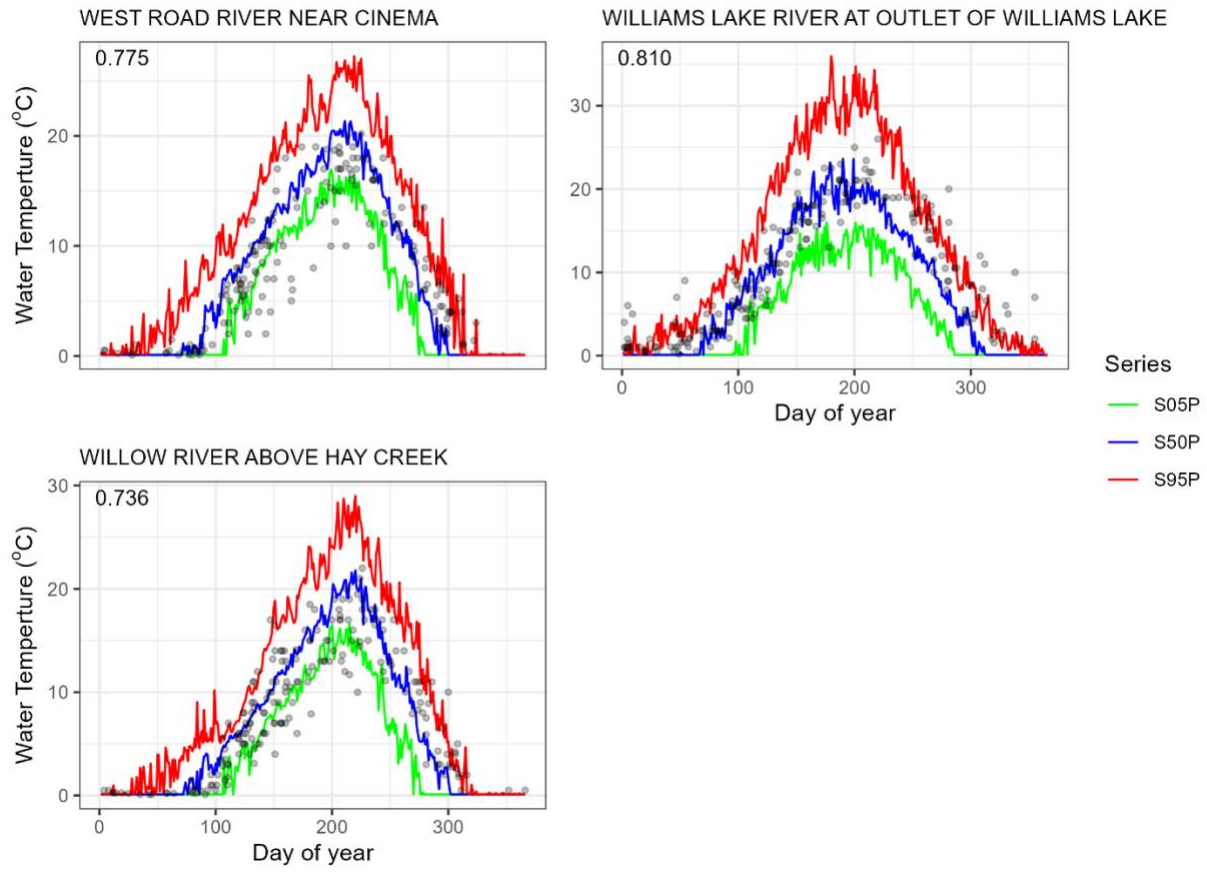 WEST ROAD RIVER NEAR CINEMA
0.775
20
10
0
Water Temperture (°C)
WILLIAMS LAKE RIVER AT OUTLET OF WILLIAMS LAKE
0.810
30
20
10
0
0 100 200 300
Day of year
Series
S05P
S50P
S95P
WILLOW RIVER ABOVE HAY CREEK
0.736
30
20
10
0
Water Temperture (°C)
0 100 200 300
Day of year